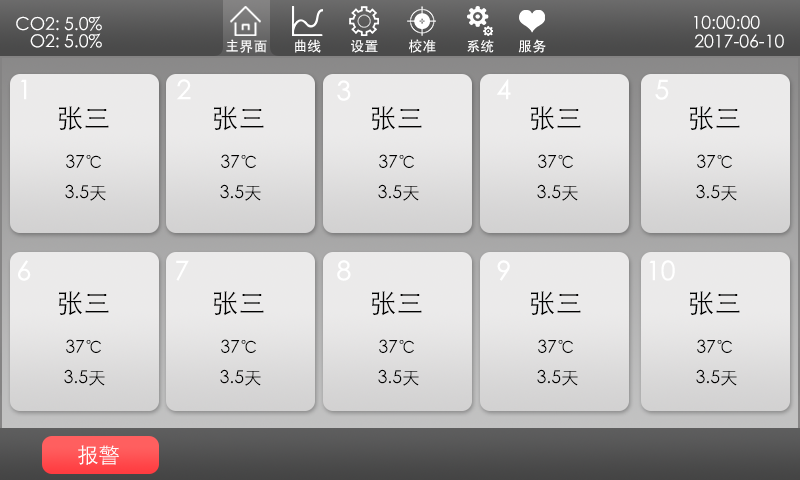 CO2: 5.0%
O2: 5.0%
主界面
曲线
设置
校准
系统
服务
10:00:00
2017-06-10
1
张三
37℃
3.5天
2
张三
37℃
3.5天
3
张三
37℃
3.5天
4
张三
37℃
3.5天
5
张三
37℃
3.5天
6
张三
37℃
3.5天
7
张三
37℃
3.5天
8
张三
37℃
3.5天
9
张三
37℃
3.5天
10
张三
37℃
3.5天
报警